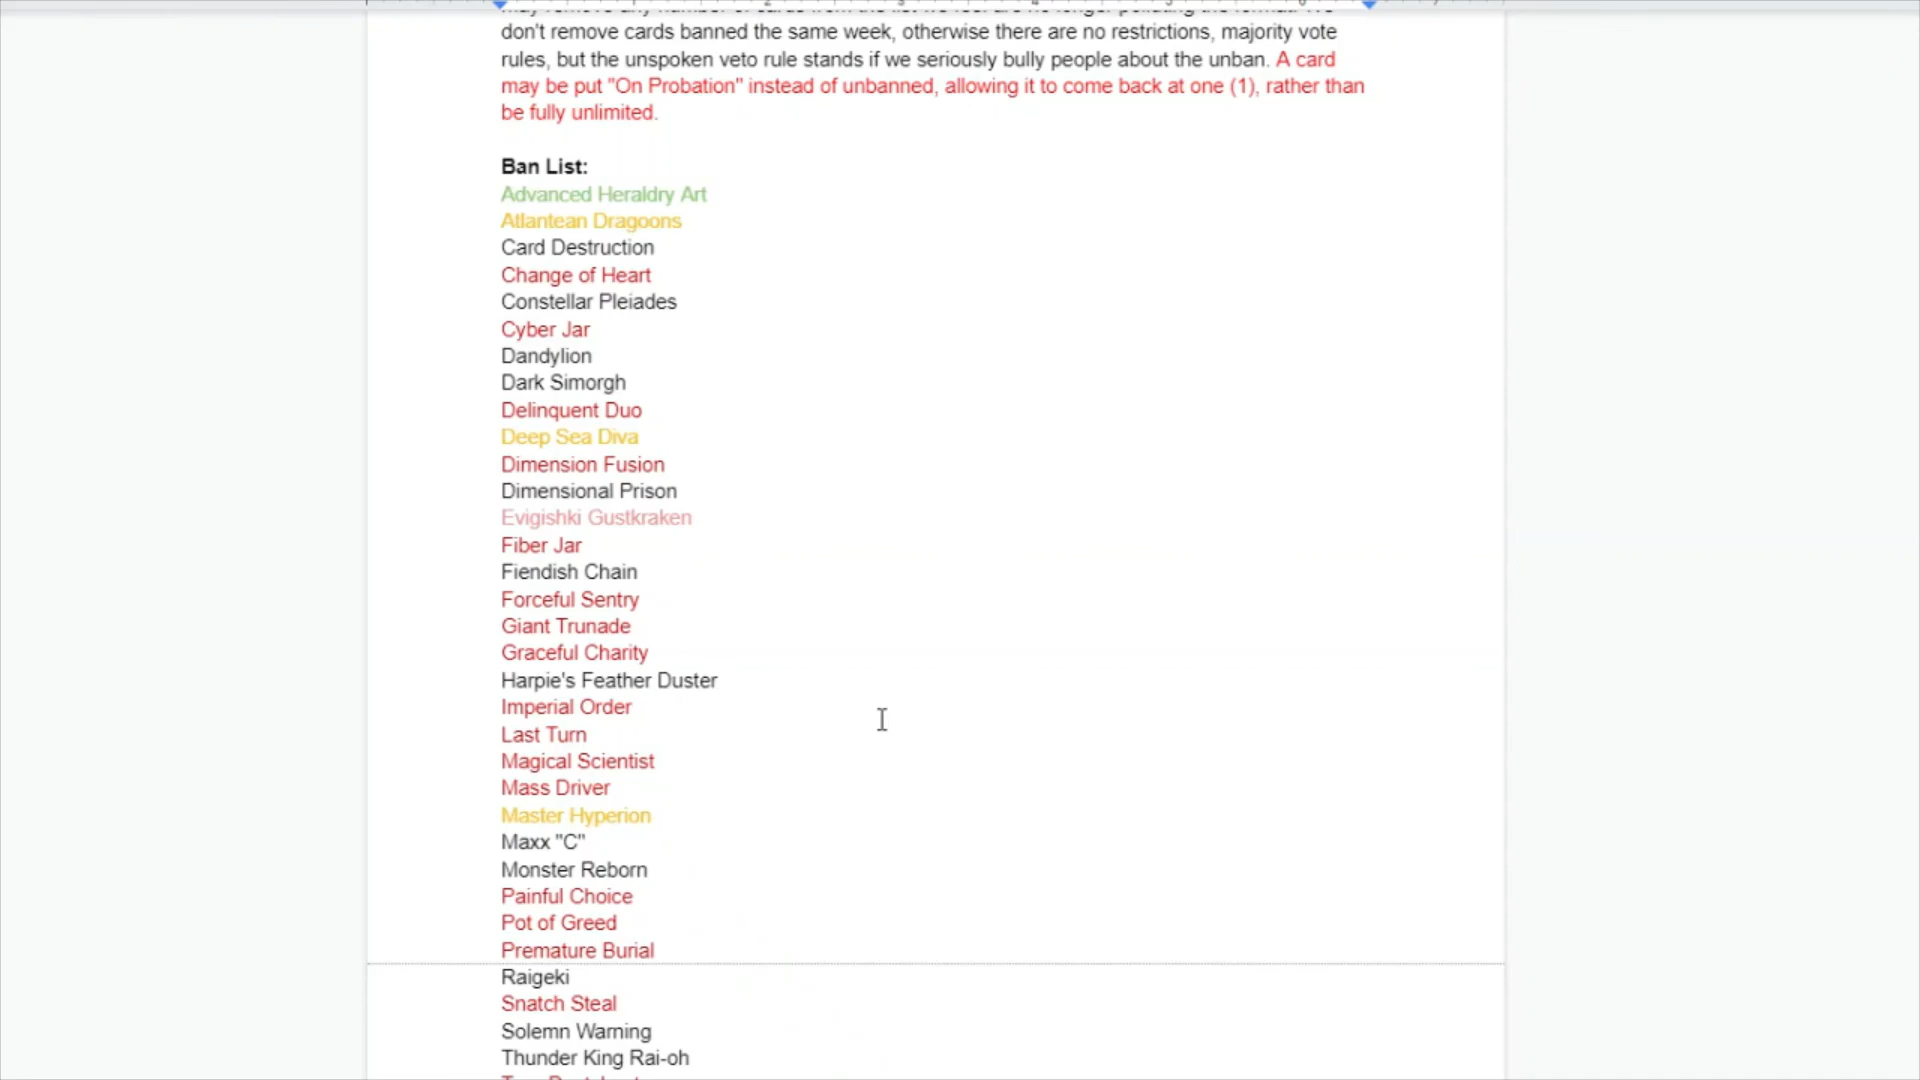 don't remove cards banned the same week, otherwise there are no restrictions, majority vote
rules, but the unspoken veto rule stands if we seriously bully people about the unban. A card
may be put "On Probation" instead of unbanned, allowing it to come back at one (1), rather than
be fully unlimited.
Ban List:
Advanced Heraldry Art
Atlantean Dragoons
Card Destruction
Change of Heart
Constellar Pleiades
Cyber Jar
Dandylion
Dark Simorgh
Delinquent Duo
Deep Sea Diva
Dimension Fusion
Dimensional Prison
Evigishki Gustkraken
Fiber Jar
Fiendish Chain
Forceful Sentry
Giant Trunade
Graceful Charity
Harpie's Feather Duster
Imperial Order
Last Turn
Magical Scientist
Mass Driver
Master Hyperion
Maxx "C"
Monster Reborn
Painful Choice
Pot of Greed
Premature Burial
Raigeki
Snatch Steal
Solemn Warning
Thunder King Rai-oh